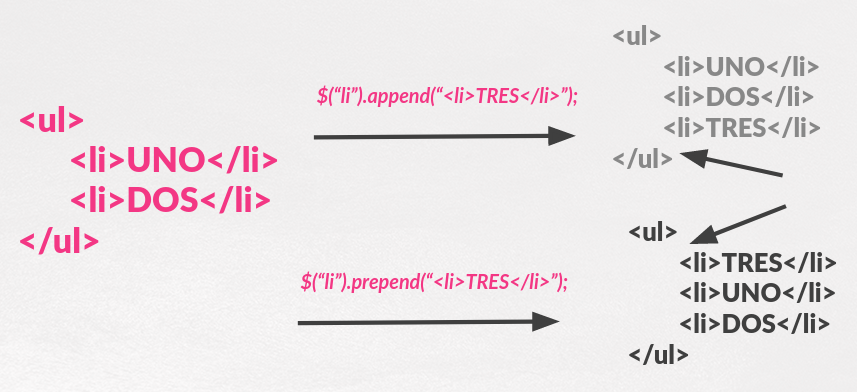 <ul>
<li>UNO</li>
<li>DOS</li>
</ul>
$(“li”).append(“<li>TRES</li>”);
<ul>
<li>UNO</li>
<li>DOS</li>
<li>TRES</li>
</ul>
$(“li”).prepend(“<li>TRES</li>”);
<ul>
<li>TRES</li>
<li>UNO</li>
<li>DOS</li>
</ul>